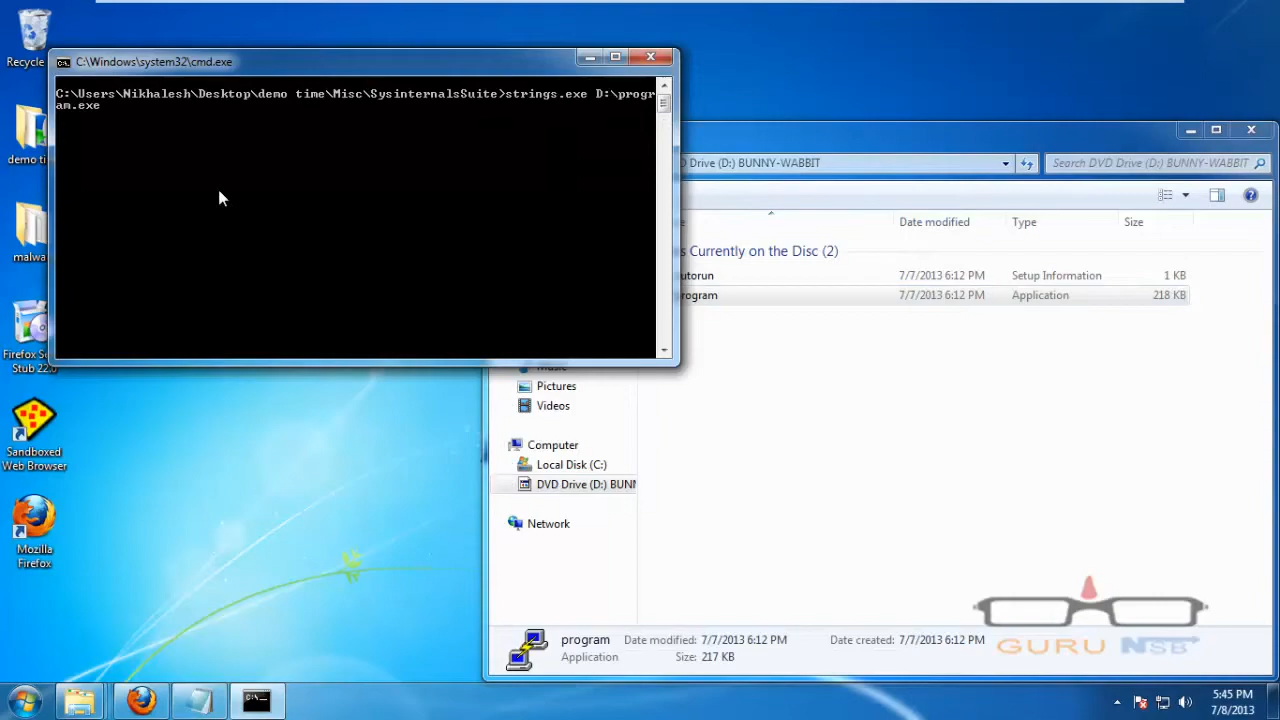 Recycle
C:\Windows\system32\cmd.exe
C:\Users\Nikhalesh\Desktop\demo time\Misc\SysinternalsSuite>strings.exe D:\progr
am.exe
demo ti
malwa
Firefox S
Stub 22.0
Sandboxed
Web Browser
Mozilla
Firefox
Drive (D:) BUNNY-WABBIT
Search DVD Drive (D:) BUNNY-WABBIT
Date modified
Type
Size
s Currently on the Disc (2)
utorun
7/7/2013 6:12 PM
Setup Information
1 KB
rogram
7/7/2013 6:12 PM
Application
218 KB
Pictures
Videos
Computer
Local Disk (C:)
DVD Drive (D:) BUNN
Network
program
Date modified: 7/7/2013 6:12 PM
Date created: 7/7/2013 6:12 PM
Application
Size: 217 KB
GURU NSB
5:45 PM
7/8/2013